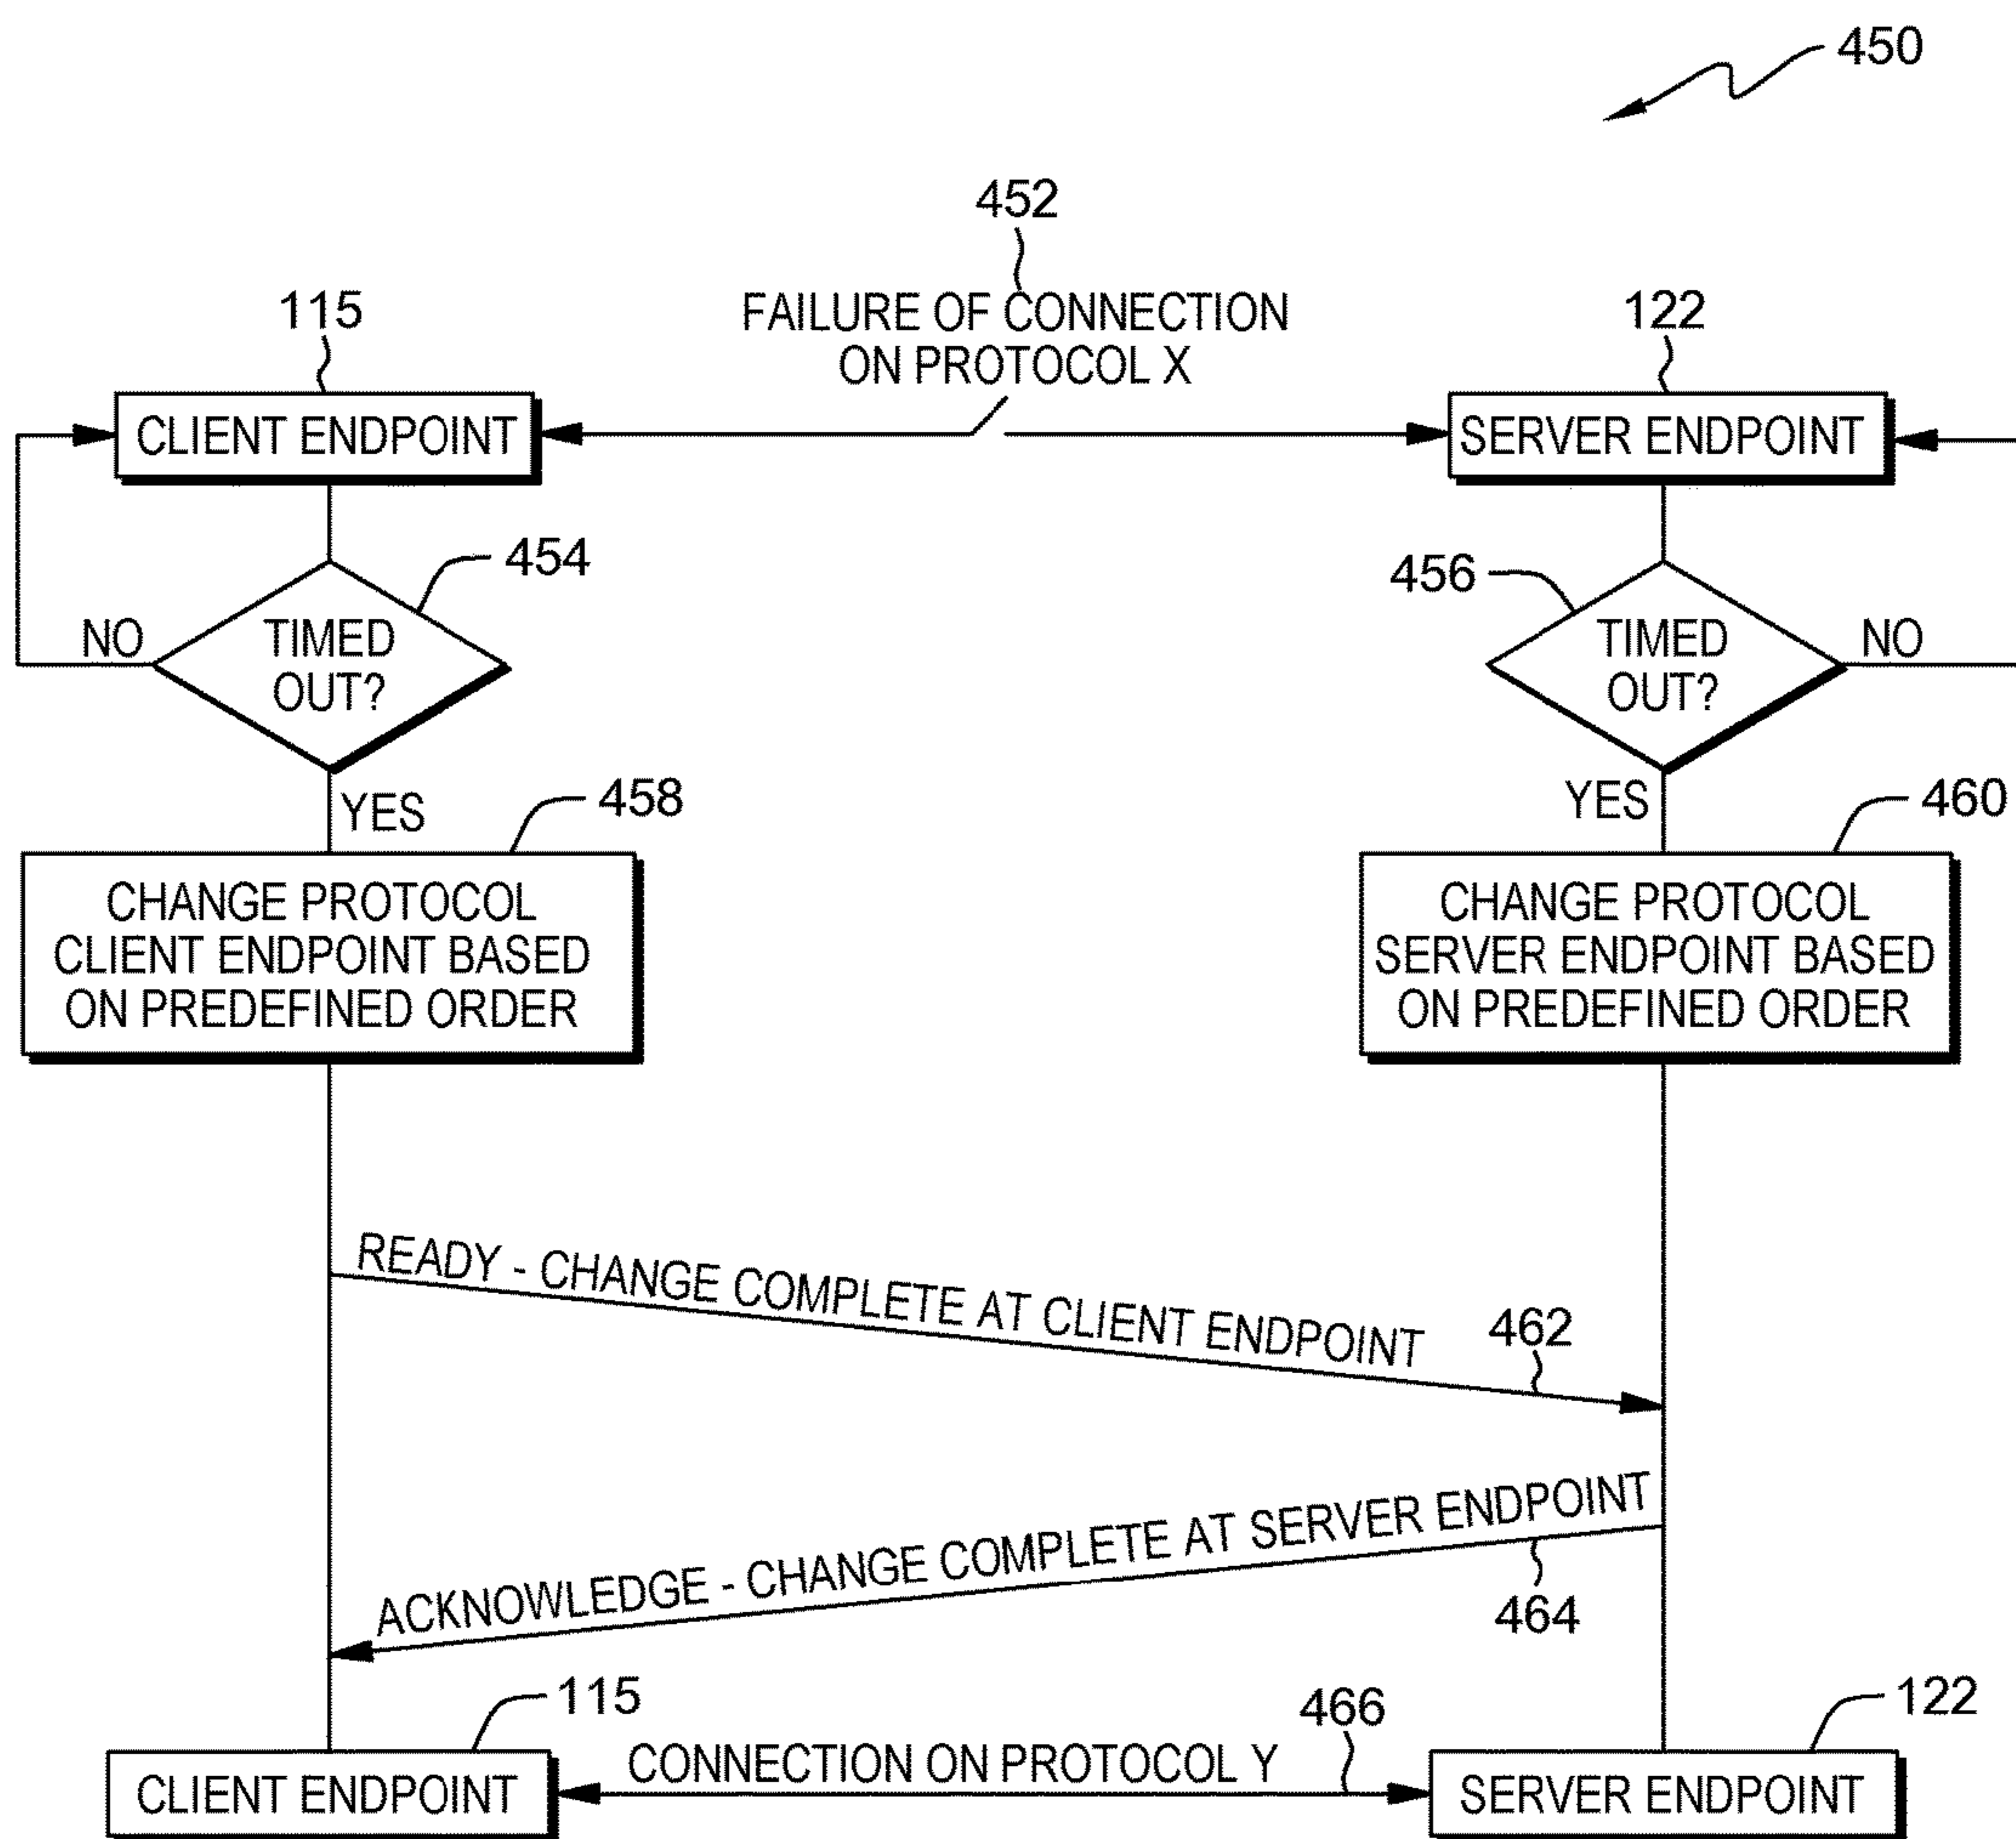 450
452
FAILURE OF CONNECTION
ON PROTOCOL X
115
122
CLIENT ENDPOINT
SERVER ENDPOINT
454
456
NO
TIMED
OUT?
TIMED
OUT?
NO
YES
458
YES
460
CHANGE PROTOCOL
CLIENT ENDPOINT BASED
ON PREDEFINED ORDER
CHANGE PROTOCOL
SERVER ENDPOINT BASED
ON PREDEFINED ORDER
READY - CHANGE COMPLETE AT CLIENT ENDPOINT
462
ACKNOWLEDGE - CHANGE COMPLETE AT SERVER ENDPOINT
464
115
466
122
CLIENT ENDPOINT
CONNECTION ON PROTOCOL Y
SERVER ENDPOINT